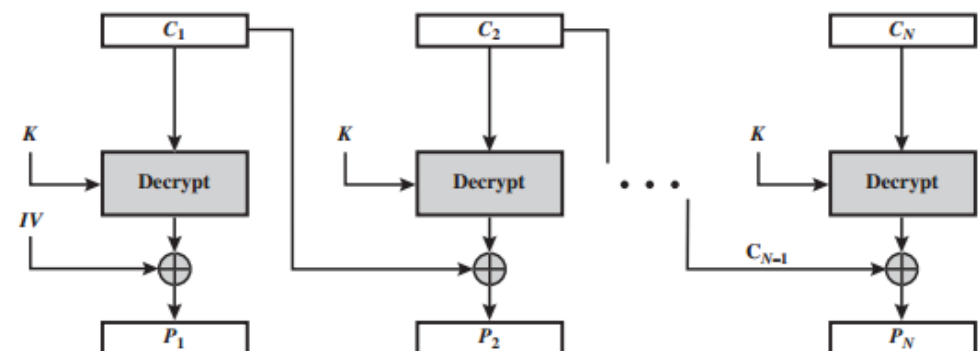 C1 C2 CN
K K K
Decrypt Decrypt • • • Decrypt
IV
CN–1
P1 P2 PN